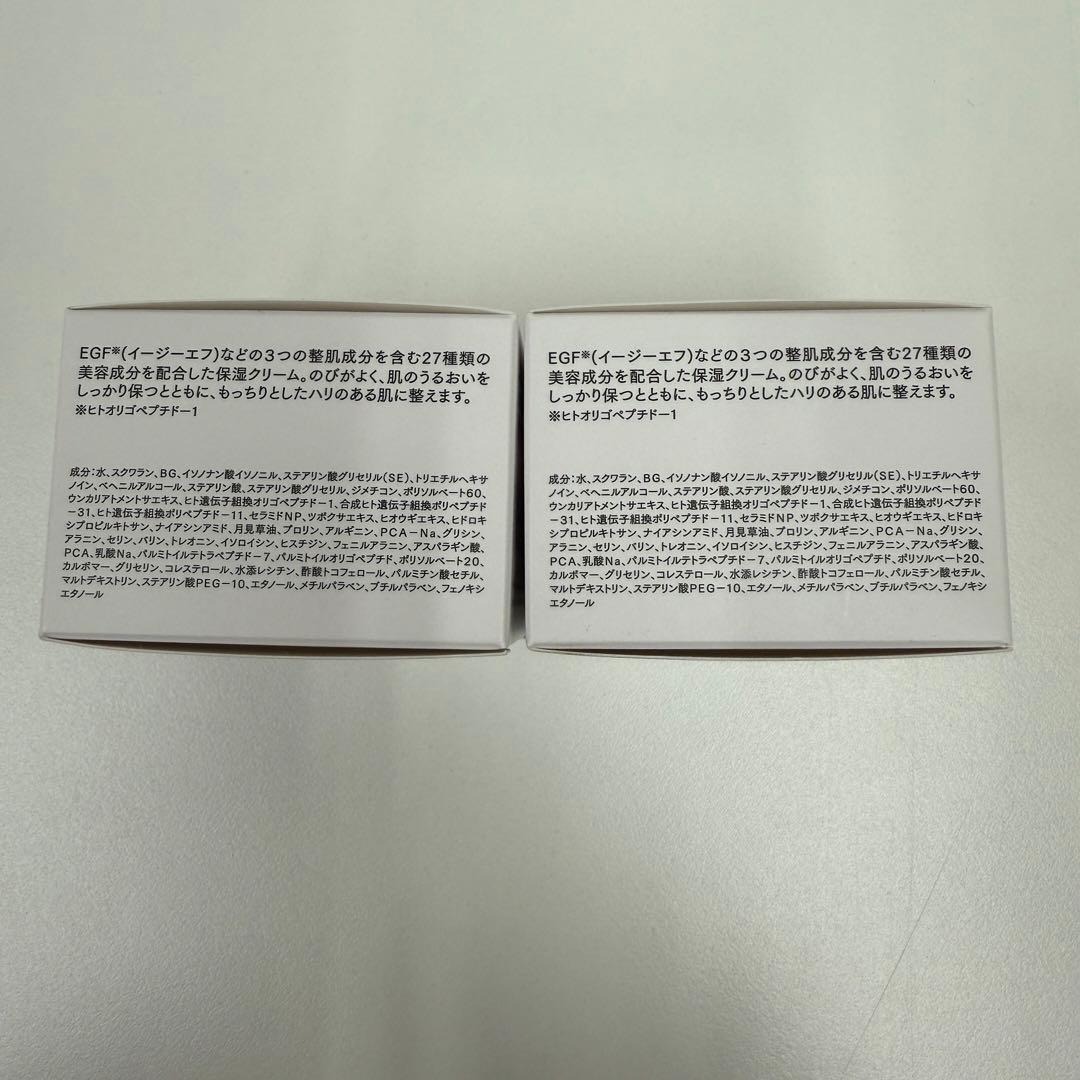 EGF※(イージーエフ)などの3つの整肌成分を含む27種類の
美容成分を配合した保湿クリーム。のびがよく、肌のうるおいを
しっかり保つとともに、もっちりとしたハリのある肌に整えます。
※ヒトオリゴペプチド－1
成分：水、スクワラン、BG、イソノナン酸イソノニル、ステアリン酸グリセリル(SE)、トリエチルヘキサ
ノイン、ベヘニルアルコール、ステアリン酸、ステアリン酸グリセリル、ジメチコン、ポリソルベート60、
ウンカリアトメントサエキス、ヒト遺伝子組換オリゴペプチド－1、合成ヒト遺伝子組換ポリペプチド
－31、ヒト遺伝子組換ポリペプチド－11、セラミドNP、ツボクサエキス、ヒオウギエキス、ヒドロキ
シプロピルキトサン、ナイアシンアミド、月見草油、プロリン、アルギニン、PCA－Na、グリシン、
アラニン、セリン、バリン、トレオニン、イソロイシン、ヒスチジン、フェニルアラニン、アスパラギン酸、
PCA、乳酸Na、パルミトイルテトラペプチド－7、パルミトイルオリゴペプチド、ポリソルベート20、
カルボマー、グリセリン、コレステロール、水添レシチン、酢酸トコフェロール、パルミチン酸セチル、
マルトデキストリン、ステアリン酸PEG－10、エタノール、メチルパラベン、ブチルパラベン、フェノキシ
エタノール
EGF※(イージーエフ)などの3つの整肌成分を含む27種類の
美容成分を配合した保湿クリーム。のびがよく、肌のうるおいを
しっかり保つとともに、もっちりとしたハリのある肌に整えます。
※ヒトオリゴペプチド－1
成分：水、スクワラン、BG、イソノナン酸イソノニル、ステアリン酸グリセリル(SE)、トリエチルヘキサ
ノイン、ベヘニルアルコール、ステアリン酸、ステアリン酸グリセリル、ジメチコン、ポリソルベート60、
ウンカリアトメントサエキス、ヒト遺伝子組換オリゴペプチド－1、合成ヒト遺伝子組換ポリペプチド
－31、ヒト遺伝子組換ポリペプチド－11、セラミドNP、ツボクサエキス、ヒオウギエキス、ヒドロキ
シプロピルキトサン、ナイアシンアミド、月見草油、プロリン、アルギニン、PCA－Na、グリシン、
アラニン、セリン、バリン、トレオニン、イソロイシン、ヒスチジン、フェニルアラニン、アスパラギン酸、
PCA、乳酸Na、パルミトイルテトラペプチド－7、パルミトイルオリゴペプチド、ポリソルベート20、
カルボマー、グリセリン、コレステロール、水添レシチン、酢酸トコフェロール、パルミチン酸セチル、
マルトデキストリン、ステアリン酸PEG－10、エタノール、メチルパラベン、ブチルパラベン、フェノキシ
エタノール